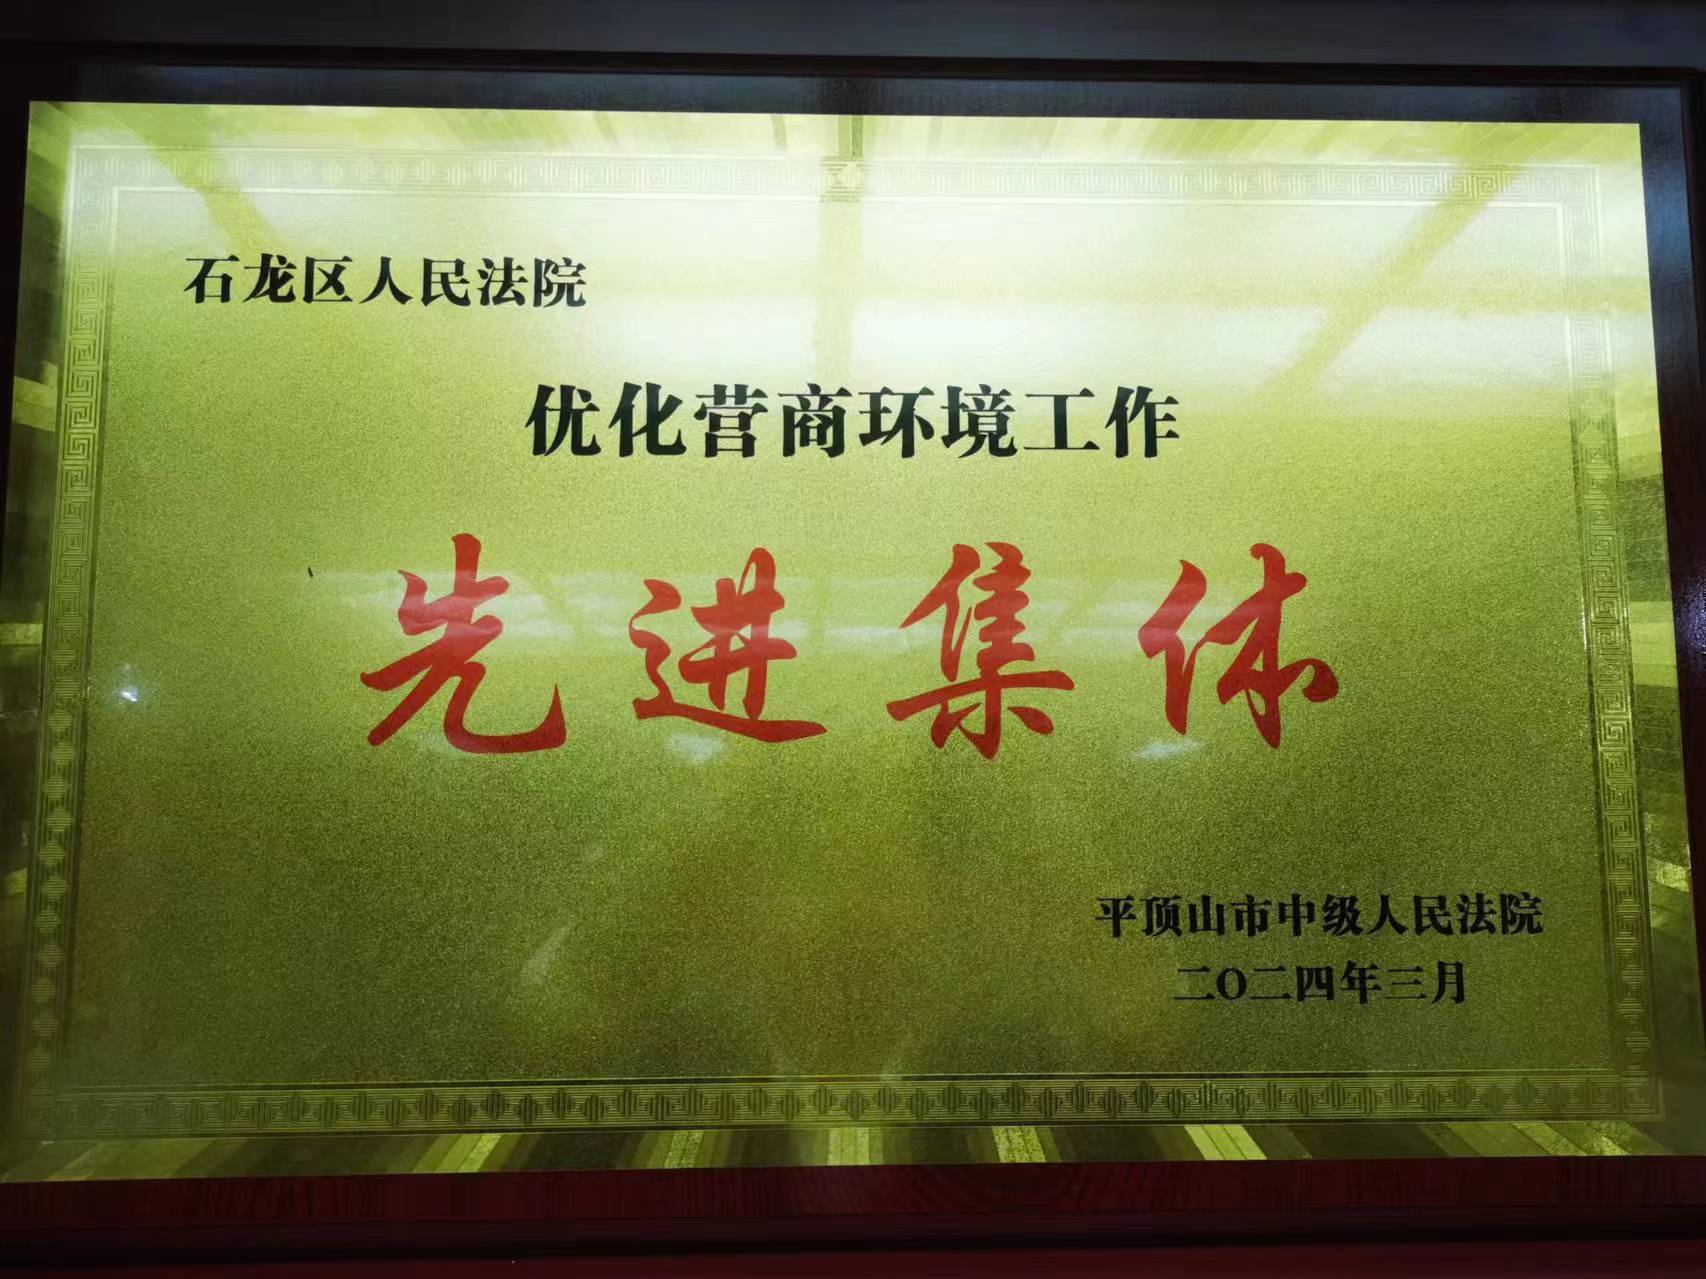 石龙区人民法院
优化营商环境工作
先进集体
平顶山市中级人民法院
二〇二四年三月